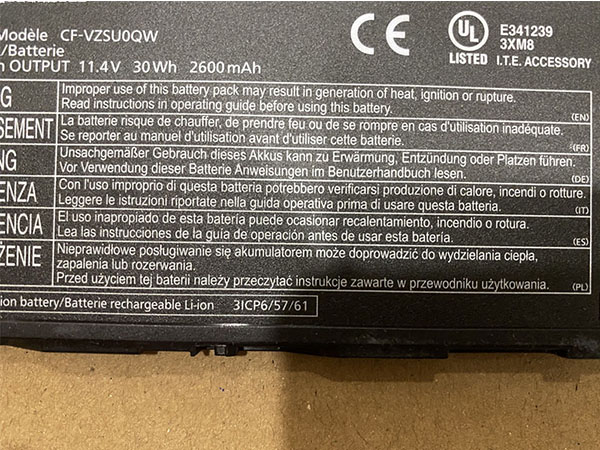 Modèle CF-VZSU0QW
/Batterie
OUTPUT 11.4V 30Wh 2600mAh
CE
UL
LISTED
E341239
3XM8
I.T.E. ACCESSORY
G
Improper use of this battery pack may result in generation of heat, ignition or rupture.
Read instructions in operating guide before using this battery. (EN)
SEMENT
La batterie risque de chauffer, de prendre feu ou de se rompre en cas d'utilisation inadéquate.
Se reporter au manuel d'utilisation avant d'utiliser cette batterie. (FR)
NG
Unsachgemäßer Gebrauch dieses Akkus kann zu Erwärmung, Entzündung oder Platzen führen.
Vor Verwendung dieser Batterie Anweisungen im Benutzerhandbuch lesen. (DE)
ENZA
Con l'uso improprio di questa batteria potrebbero verificarsi produzione di calore, incendi o rotture.
Leggere le istruzioni riportate nella guida operativa prima di usare questa batteria. (IT)
ENCIA
El uso inapropiado de esta batería puede ocasionar recalentamiento, incendio o rotura.
Lea las instrucciones de la guía de operación antes de usar esta batería. (ES)
ŻENIE
Nieprawidłowe posługiwanie się akumulatorem może doprowadzić do wydzielania ciepła,
zapalenia lub rozerwania.
Przed użyciem tej baterii należy przeczytać instrukcje zawarte w przewodniku użytkownika. (PL)
ion battery/Batterie rechargeable Li-ion 3ICP6/57/61